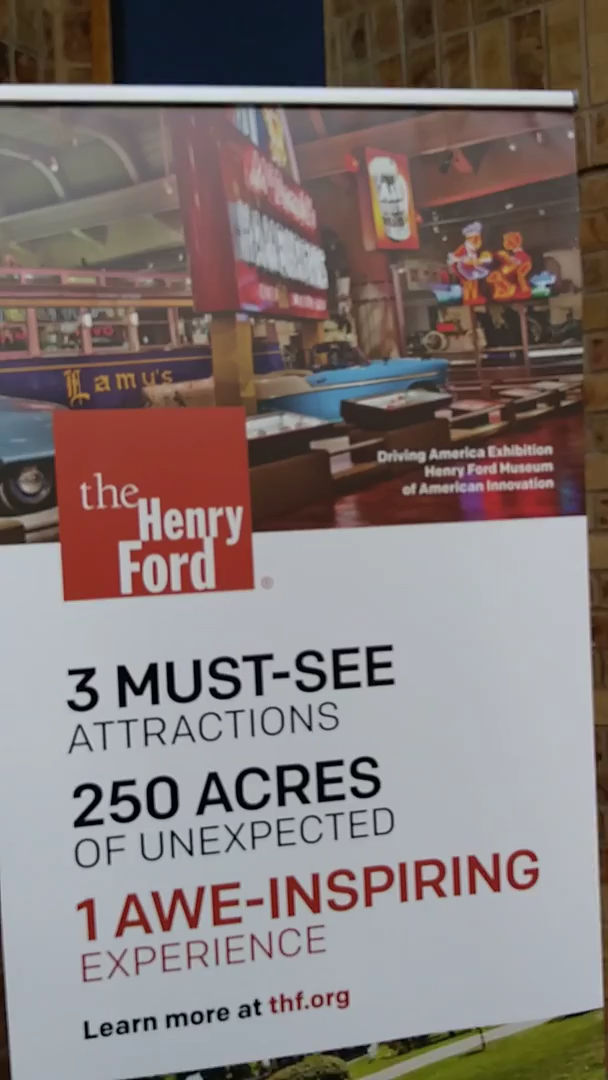 Lamy's
Driving America Exhibition
Henry Ford Museum
of American Innovation
the
Henry
Ford
®
3 MUST-SEE
ATTRACTIONS
250 ACRES
OF UNEXPECTED
1 AWE-INSPIRING
EXPERIENCE
Learn more at thf.org